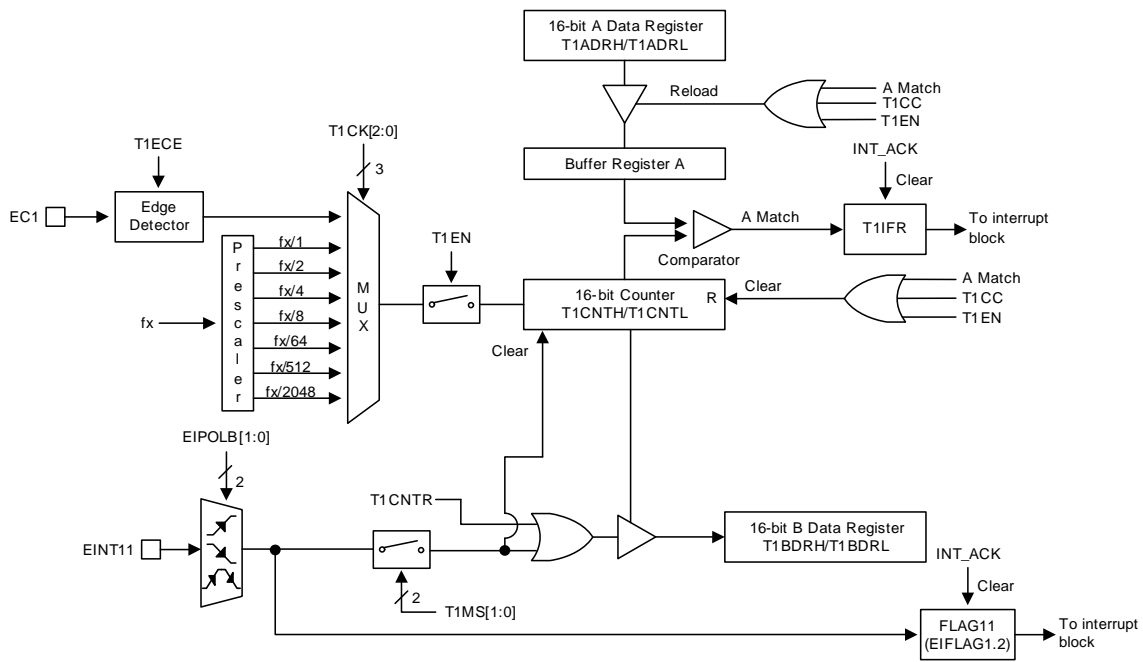 16-bit A Data Register
T1ADRH/T1ADRL
Reload
A Match
T1CC
T1EN
T1CK[2:0]
3
T1ECE
Buffer Register A
INT_ACK
Clear
EC1
Edge
Detector
A Match
T1IFR
To interrupt
block
Comparator
T1EN
P
r
e
s
c
a
l
e
r
fx/1
fx/2
fx/4
fx/8
fx/64
fx/512
fx/2048
fx
M
U
X
16-bit Counter
T1CNTH/T1CNTL
R
Clear
A Match
T1CC
T1EN
Clear
EIPOLB[1:0]
2
T1CNTR
EINT11
16-bit B Data Register
T1BDRH/T1BDRL
2
T1MS[1:0]
INT_ACK
Clear
FLAG11
(EIFLAG1.2)
To interrupt
block